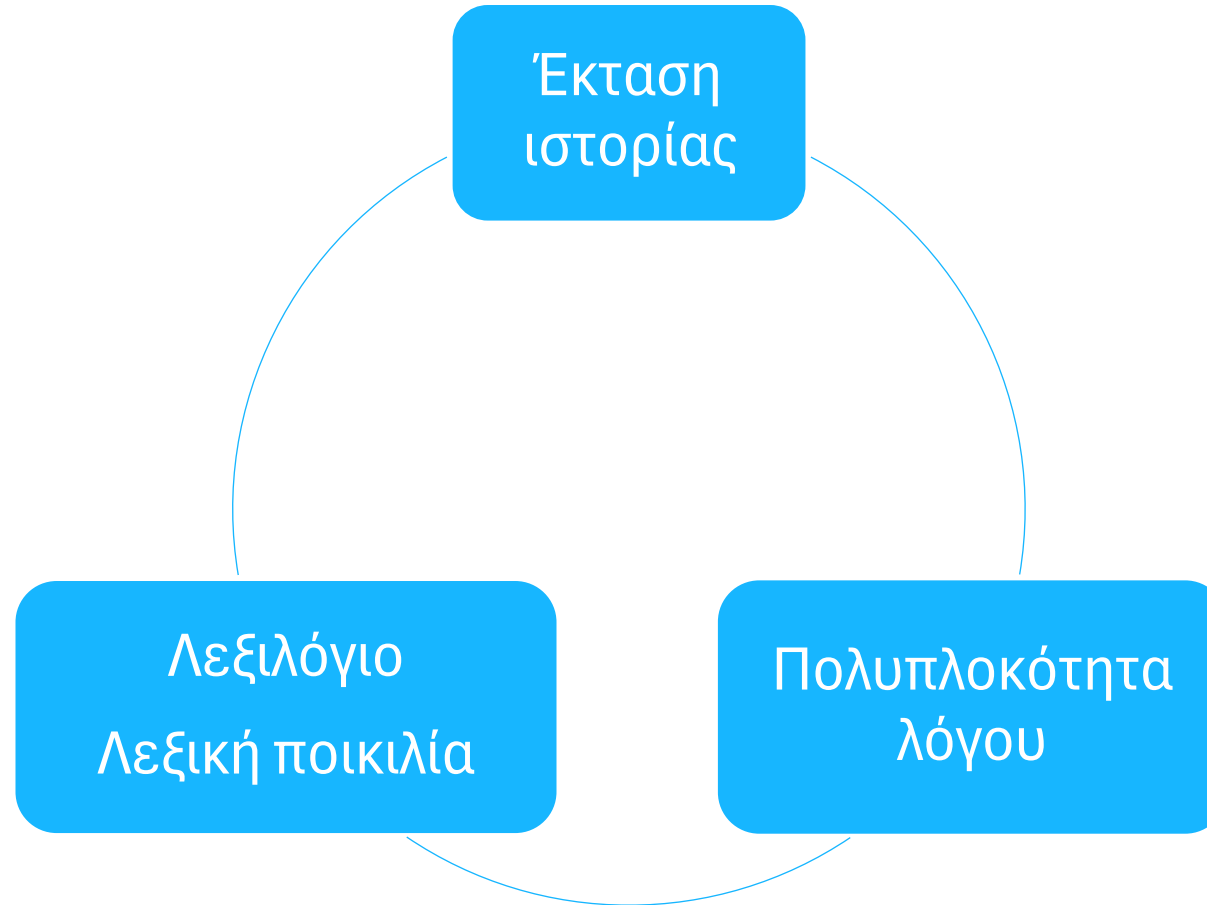 Έκταση
ιστορίας
Λεξιλόγιο
Λεξική ποικιλία
Πολυπλοκότητα
λόγου